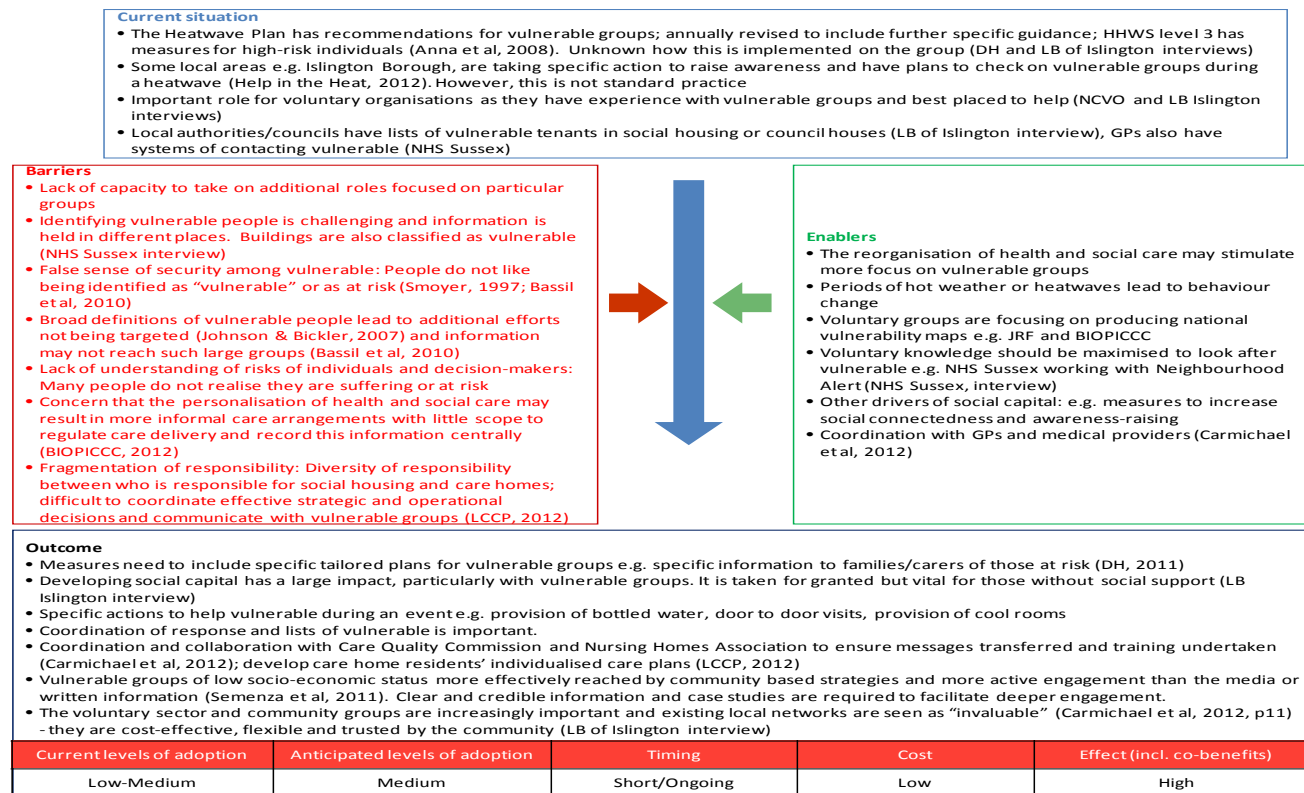 Current situation
• The Heatwave Plan has recommendations for vulnerable groups; annually revised to include further specific guidance; HHWS level 3 has
measures for high-risk individuals (Anna et al, 2008). Unknown how this is implemented on the group (DH and LB of Islington interviews)
• Some local areas e.g. Islington Borough, are taking specific action to raise awareness and have plans to check on vulnerable groups during
a heatwave (Help in the Heat, 2012). However, this is not standard practice
• Important role for voluntary organisations as they have experience with vulnerable groups and best placed to help (NCVO and LB Islington
interviews)
• Local authorities/councils have lists of vulnerable tenants in social housing or council houses (LB of Islington interview), GPs also have
systems of contacting vulnerable (NHS Sussex)
Barriers
• Lack of capacity to take on additional roles focused on particular
groups
• Identifying vulnerable people is challenging and information is
held in different places. Buildings are also classified as vulnerable
(NHS Sussex interview)
• False sense of security among vulnerable: People do not like
being identified as “vulnerable” or as at risk (Smoyer, 1997; Bassil
et al, 2010)
• Broad definitions of vulnerable people lead to additional efforts
not being targeted (Johnson & Bickler, 2007) and information
may not reach such large groups (Bassil et al, 2010)
• Lack of understanding of risks of individuals and decision-makers:
Many people do not realise they are suffering or at risk
• Concern that the personalisation of health and social care may
result in more informal care arrangements with little scope to
regulate care delivery and record this information centrally
(BIOPICCC, 2012)
• Fragmentation of responsibility: Diversity of responsibility
between who is responsible for social housing and care homes;
difficult to coordinate effective strategic and operational
decisions and communicate with vulnerable groups (LCCP, 2012)
Enablers
• The reorganisation of health and social care may stimulate
more focus on vulnerable groups
• Periods of hot weather or heatwaves lead to behaviour
change
• Voluntary groups are focusing on producing national
vulnerability maps e.g. JRF and BIOPICCC
• Voluntary knowledge should be maximised to look after
vulnerable e.g. NHS Sussex working with Neighbourhood
Alert (NHS Sussex, interview)
• Other drivers of social capital: e.g. measures to increase
social connectedness and awareness-raising
• Coordination with GPs and medical providers (Carmichael
et al, 2012)
Outcome
• Measures need to include specific tailored plans for vulnerable groups e.g. specific information to families/carers of those at risk (DH, 2011)
• Developing social capital has a large impact, particularly with vulnerable groups. It is taken for granted but vital for those without social support (LB
Islington interview)
• Specific actions to help vulnerable during an event e.g. provision of bottled water, door to door visits, provision of cool rooms
• Coordination of response and lists of vulnerable is important.
• Coordination and collaboration with Care Quality Commission and Nursing Homes Association to ensure messages transferred and training undertaken
(Carmichael et al, 2012); develop care home residents’ individualised care plans (LCCP, 2012)
• Vulnerable groups of low socio-economic status more effectively reached by community based strategies and more active engagement than the media or
written information (Semenza et al, 2011). Clear and credible information and case studies are required to facilitate deeper engagement.
• The voluntary sector and community groups are increasingly important and existing local networks are seen as “invaluable” (Carmichael et al, 2012, p11)
- they are cost-effective, flexible and trusted by the community (LB of Islington interview)
Current levels of adoption Anticipated levels of adoption Timing Cost Effect (incl. co-benefits)
Low-Medium Medium Short/Ongoing Low High